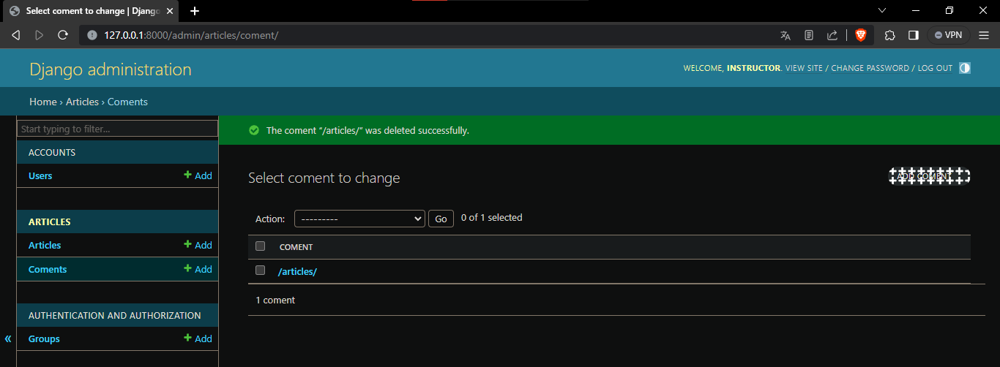 Select coment to change | Django
127.0.0.1:8000/admin/articles/coment/
VPN
Django administration
WELCOME, INSTRUCTOR. VIEW SITE / CHANGE PASSWORD / LOG OUT
Home › Articles › Coments
Start typing to filter...
The coment “/articles/” was deleted successfully.
ACCOUNTS
Users + Add
Select coment to change
ADD COMENT
ARTICLES
Action: --------- Go 0 of 1 selected
Articles + Add
COMENT
Coments + Add
/articles/
1 coment
AUTHENTICATION AND AUTHORIZATION
« Groups + Add